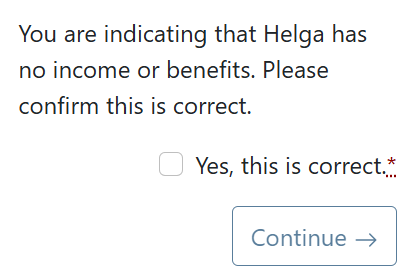 You are indicating that Helga has
no income or benefits. Please
confirm this is correct.
Yes, this is correct.*
Continue →